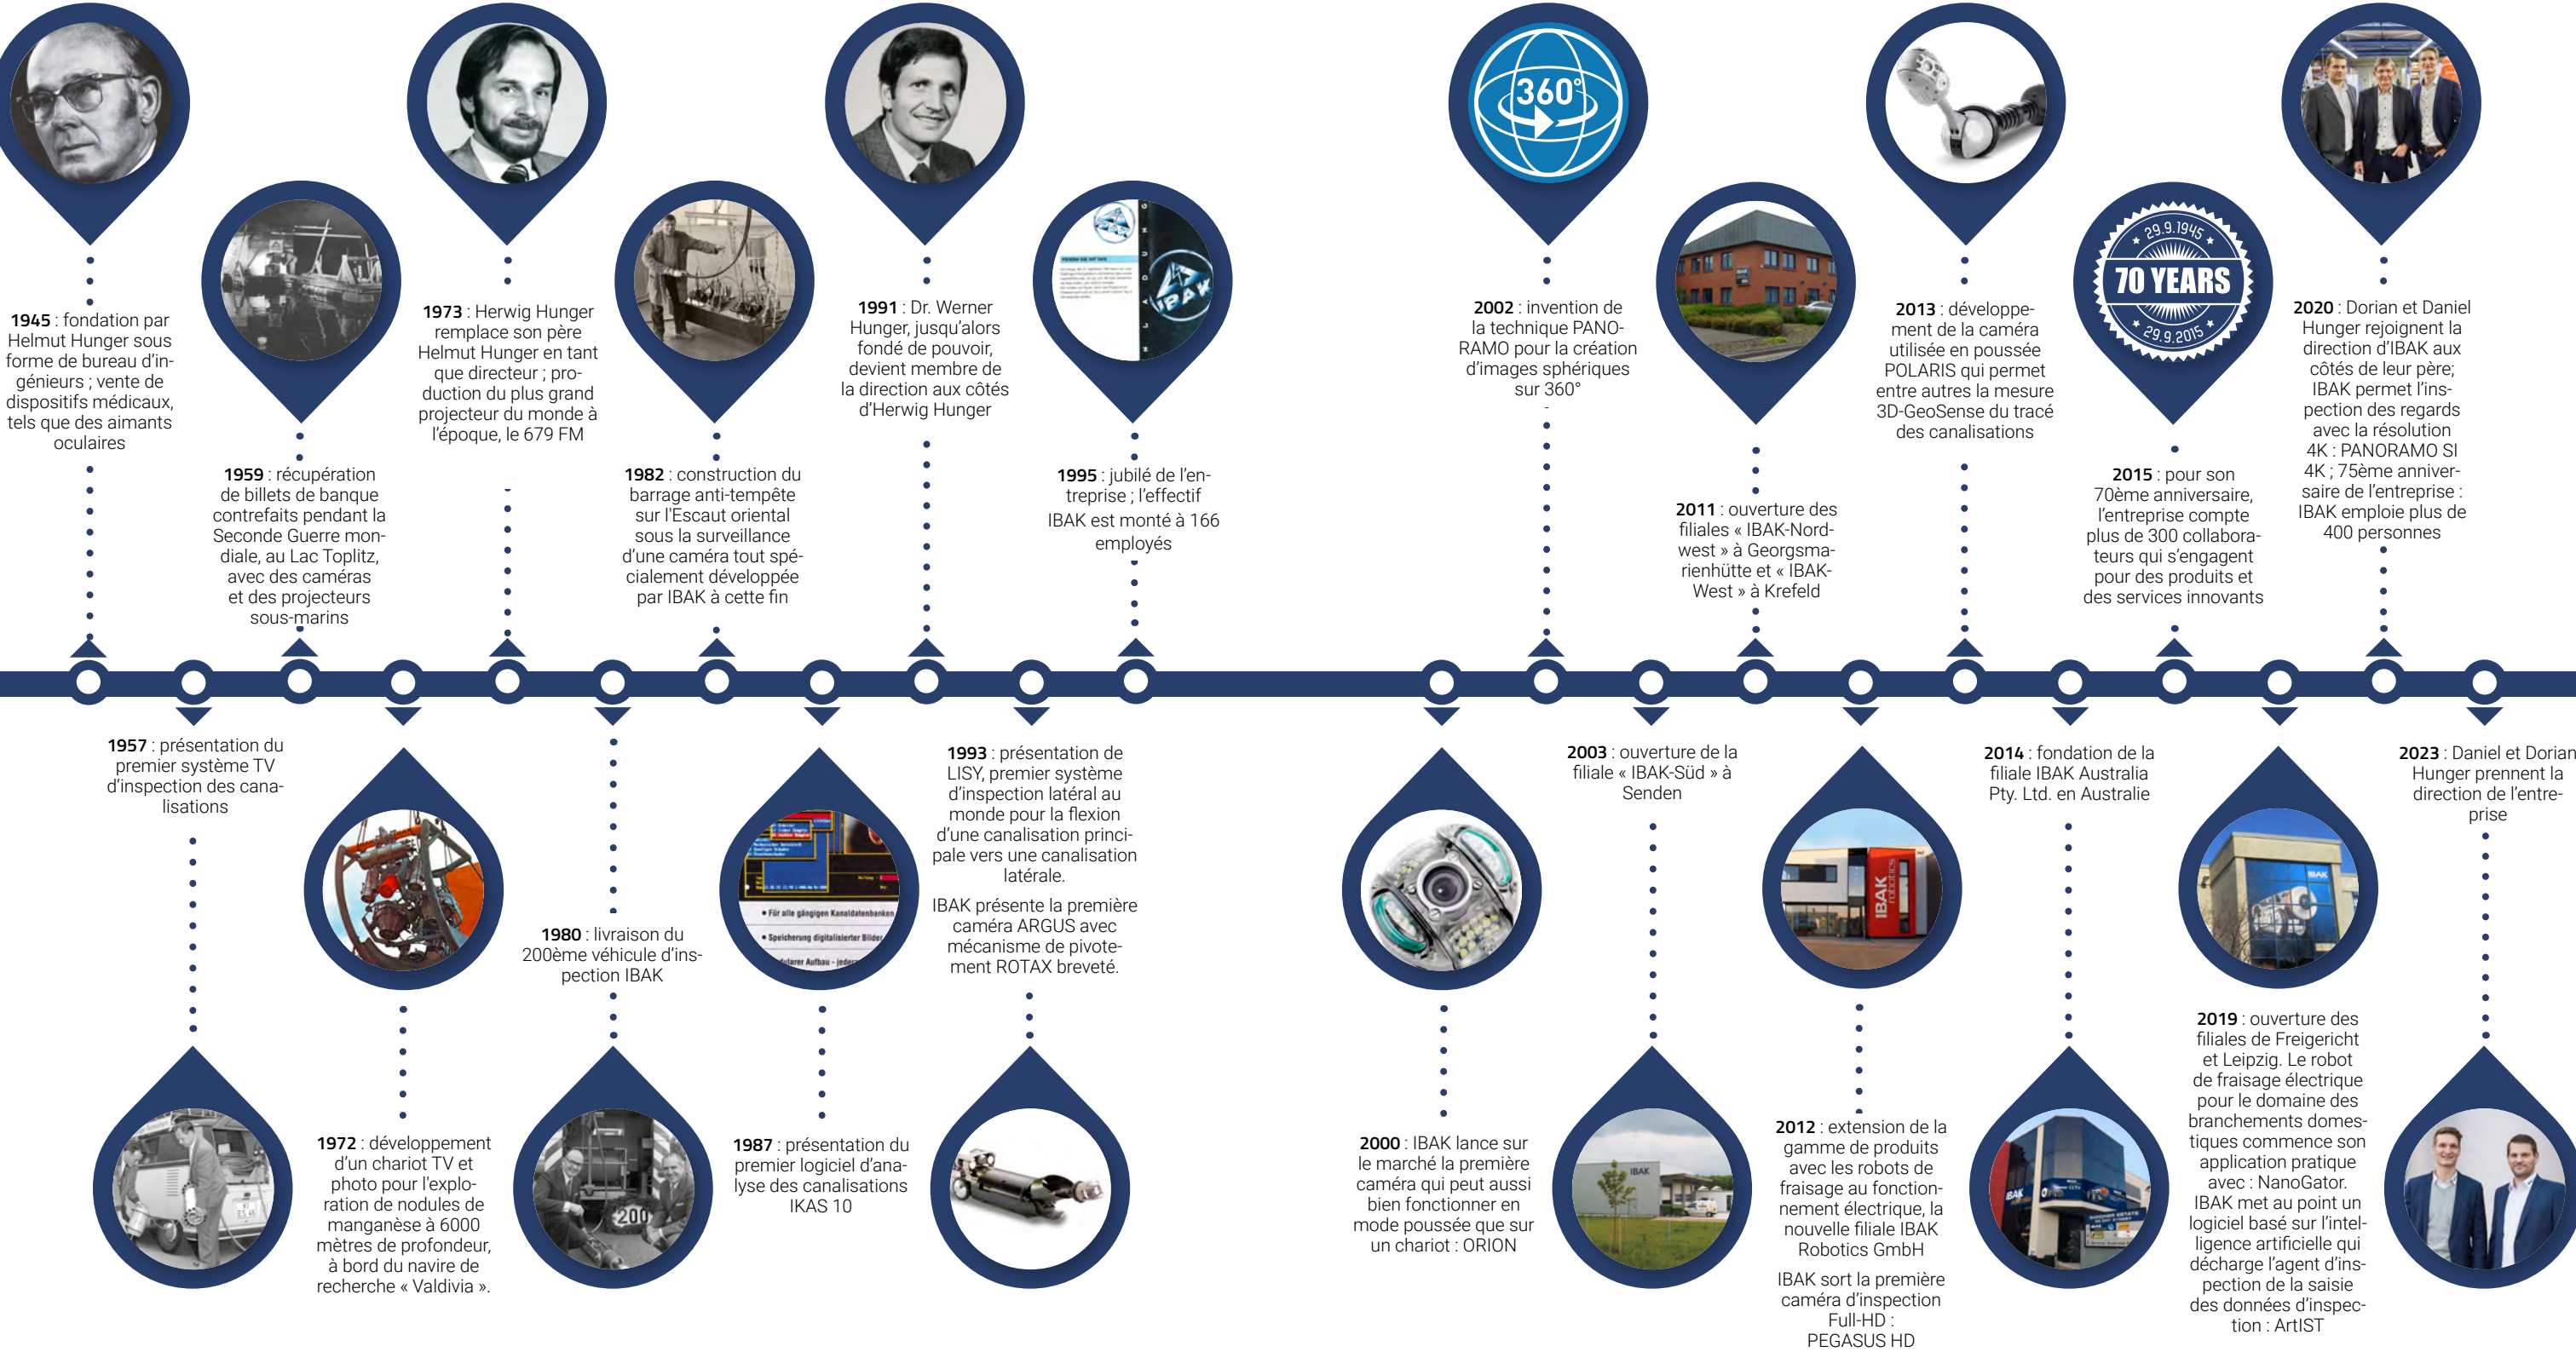 1945 : fondation par
Helmut Hunger sous
forme de bureau d'in-
génieurs ; vente de
dispositifs médicaux,
tels que des aimants
oculaires
1957 : présentation du
premier système TV
d'inspection des cana-
lisations
1959 : récupération
de billets de banque
contrefaits pendant la
Seconde Guerre mon-
diale, au Lac Toplitz,
avec des caméras
et des projecteurs
sous-marins
1972 : développement
d'un chariot TV et
photo pour l'explo-
ration de nodules de
manganèse à 6000
mètres de profondeur,
à bord du navire de
recherche « Valdivia ».
1973 : Herwig Hunger
remplace son père
Helmut Hunger en tant
que directeur ; pro-
duction du plus grand
projecteur du monde à
l'époque, le 679 FM
1980 : livraison du
200ème véhicule d'ins-
pection IBAK
200
1982 : construction du
barrage anti-tempête
sur l'Escaut oriental
sous la surveillance
d'une caméra tout spé-
cialement développée
par IBAK à cette fin
• Für alle gängigen Kanaldatenbanken
• Speicherung digitalisierter Bilder
1987 : présentation du
premier logiciel d'ana-
lyse des canalisations
IKAS 10
1991 : Dr. Werner
Hunger, jusqu'alors
fondé de pouvoir,
devient membre de
la direction aux côtés
d'Herwig Hunger
1993 : présentation de
LISY, premier système
d'inspection latéral au
monde pour la flexion
d'une canalisation princi-
pale vers une canalisation
latérale.
IBAK présente la première
caméra ARGUS avec
mécanisme de pivote-
ment ROTAX breveté.
FEIERN SIE MIT UNS
IBAK
1995 : jubilé de l'en-
treprise ; l'effectif
IBAK est monté à 166
employés
2000 : IBAK lance sur
le marché la première
caméra qui peut aussi
bien fonctionner en
mode poussée que sur
un chariot : ORION
360°
2002 : invention de
la technique PANO-
RAMO pour la création
d'images sphériques
sur 360°
-
2003 : ouverture de la
filiale « IBAK-Süd » à
Senden
IBAK
IBAK
2011 : ouverture des
filiales « IBAK-Nord-
west » à Georgsma-
rienhütte et « IBAK-
West » à Krefeld
IBAK
robotics
2012 : extension de la
gamme de produits
avec les robots de
fraisage au fonction-
nement électrique, la
nouvelle filiale IBAK
Robotics GmbH
IBAK sort la première
caméra d'inspection
Full-HD :
PEGASUS HD
2013 : développe-
ment de la caméra
utilisée en poussée
POLARIS qui permet
entre autres la mesure
3D-GeoSense du tracé
des canalisations
2014 : fondation de la
filiale IBAK Australia
Pty. Ltd. en Australie
IBAK
29.9.1945
70 YEARS
29.9.2015
2015 : pour son
70ème anniversaire,
l'entreprise compte
plus de 300 collabora-
teurs qui s'engagent
pour des produits et
des services innovants
IBAK
2019 : ouverture des
filiales de Freigericht
et Leipzig. Le robot
de fraisage électrique
pour le domaine des
branchements domes-
tiques commence son
application pratique
avec : NanoGator.
IBAK met au point un
logiciel basé sur l'intel-
ligence artificielle qui
décharge l'agent d'ins-
pection de la saisie
des données d'inspec-
tion : ArtIST
2020 : Dorian et Daniel
Hunger rejoignent la
direction d'IBAK aux
côtés de leur père;
IBAK permet l'ins-
pection des regards
avec la résolution
4K : PANORAMO SI
4K ; 75ème anniver-
saire de l'entreprise :
IBAK emploie plus de
400 personnes
2023 : Daniel et Dorian
Hunger prennent la
direction de l'entre-
prise